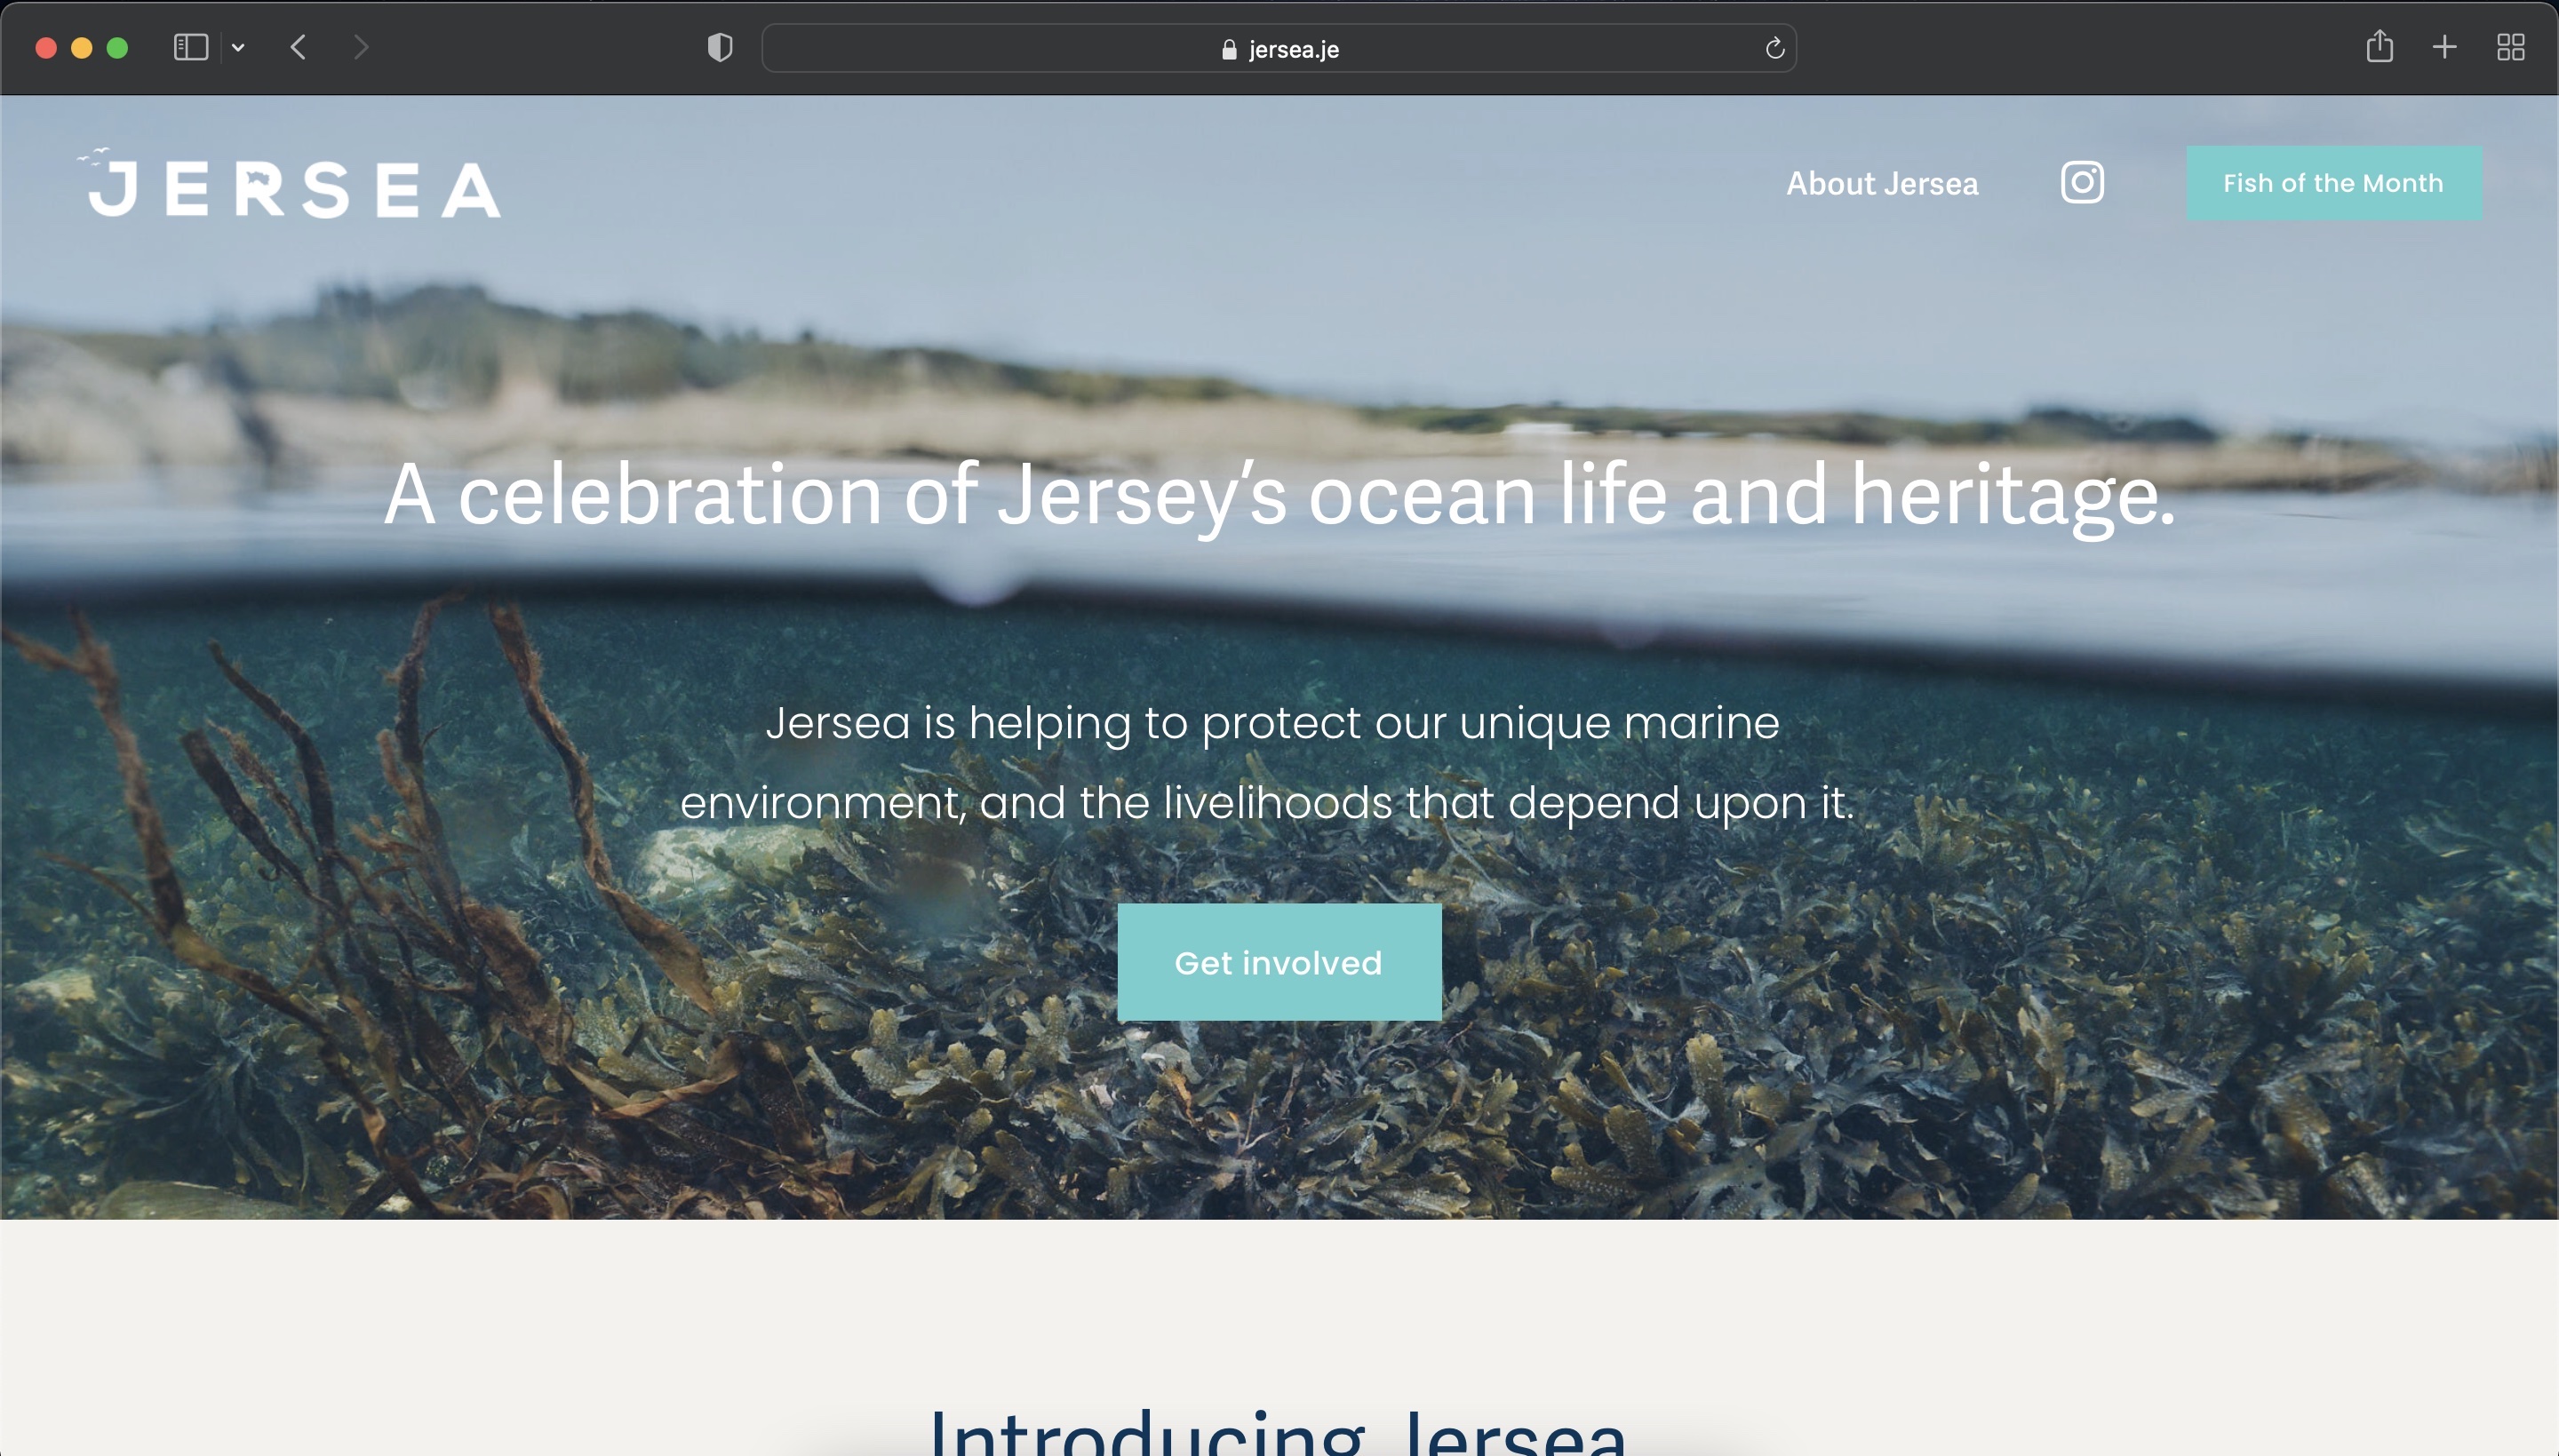 jersea.je
JERSEA
About Jersea
Fish of the Month
A celebration of Jersey’s ocean life and heritage.
Jersea is helping to protect our unique marine
environment, and the livelihoods that depend upon it.
Get involved
Introducing Jersea